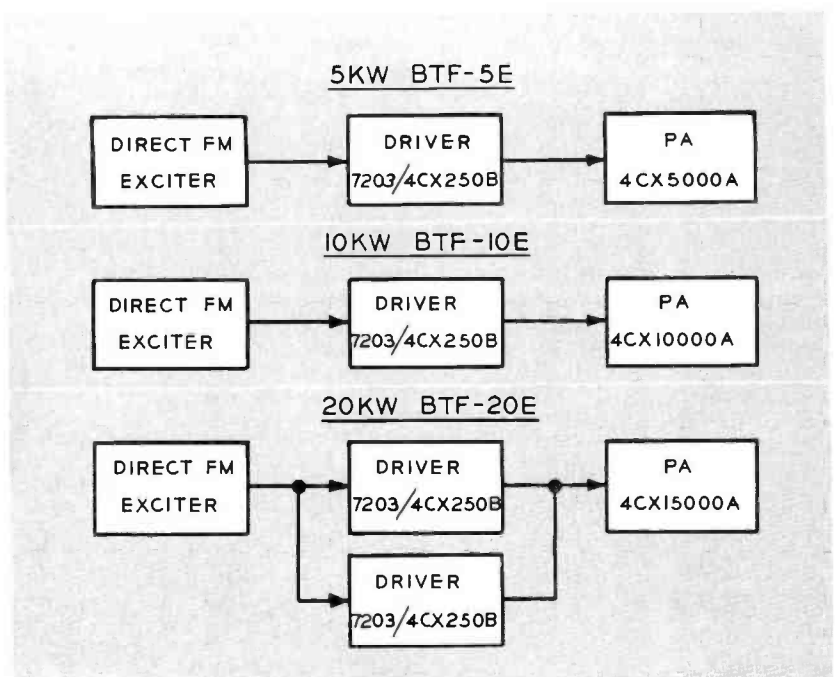 5KW BTF-5E
DIRECT FM
EXCITER
DRIVER
7203/4CX250B
PA
4CX5000A
10KW BTF-10E
DIRECT FM
EXCITER
DRIVER
7203/4CX250B
PA
4CX10000A
20KW BTF-20E
DIRECT FM
EXCITER
DRIVER
7203/4CX250B
PA
4CX15000A
DRIVER
7203/4CX250B